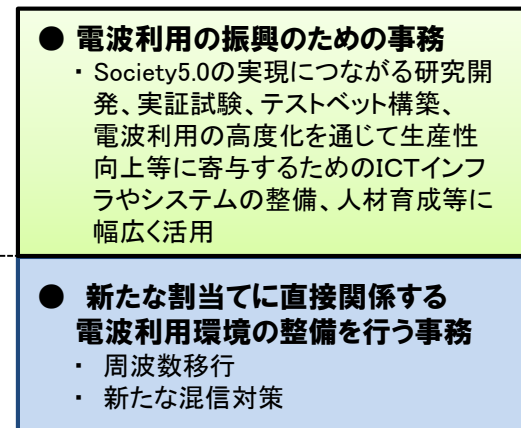 ● 電波利用の振興のための事務
・ Society5.0の実現につながる研究開
発、実証試験、テストベット構築、
電波利用の高度化を通じて生産性
向上等に寄与するためのICTインフ
ラやシステムの整備、人材育成等に
幅広く活用
● 新たな割当てに直接関係する
電波利用環境の整備を行う事務
・ 周波数移行
・ 新たな混信対策